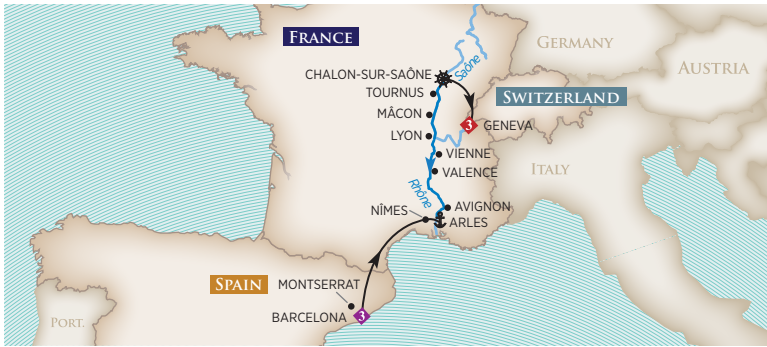 FRANCE
GERMANY
AUSTRIA
CHALON-SUR-SAÔNE
Saône
TOURNUS
SWITZERLAND
MÂCON
3 GENEVA
LYON
VIENNE
ITALY
VALENCE
Rhône
AVIGNON
NÎMES
ARLES
SPAIN
MONTSERRAT
BARCELONA 3
PORT.